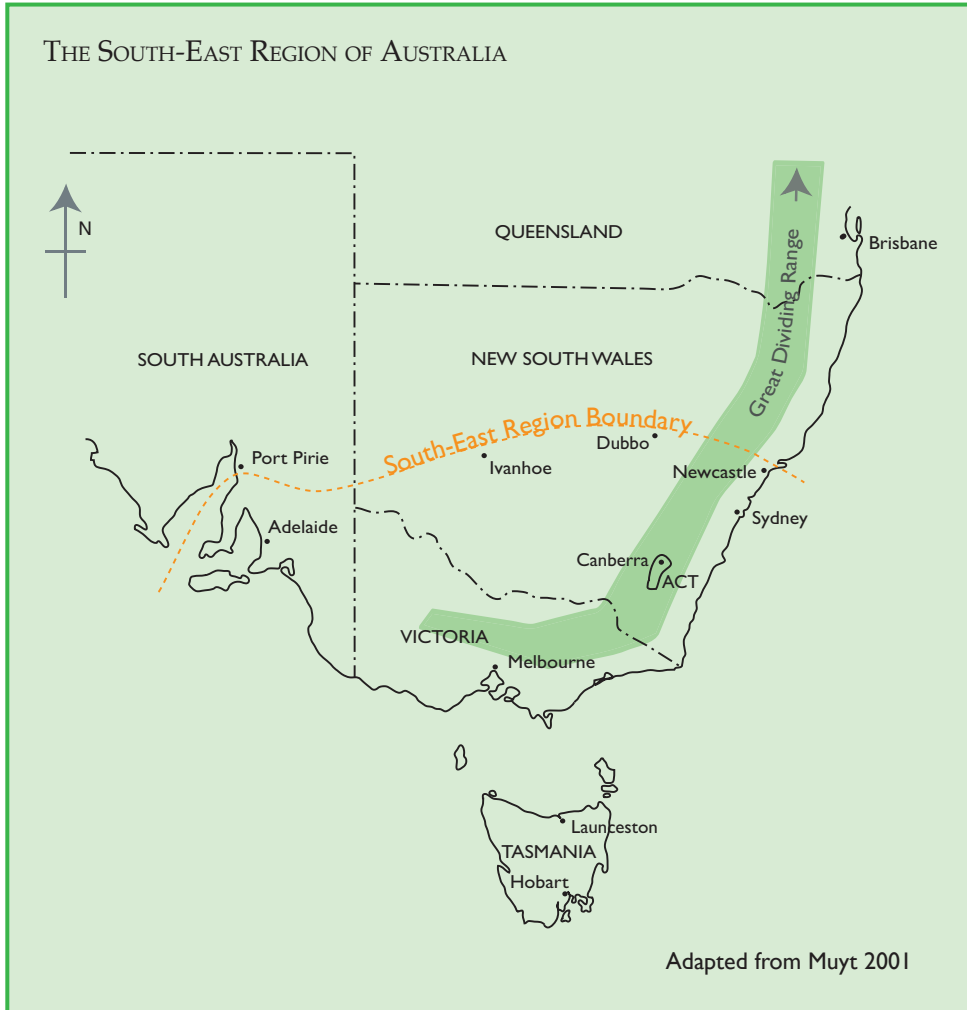 THE SOUTH-EAST REGION OF AUSTRALIA
N
QUEENSLAND
Brisbane
Great Dividing Range
SOUTH AUSTRALIA
NEW SOUTH WALES
South-East Region Boundary
Dubbo
Port Pirie
Ivanhoe
Newcastle
Sydney
Adelaide
Canberra
ACT
VICTORIA
Melbourne
Launceston
TASMANIA
Hobart
Adapted from Muyt 2001